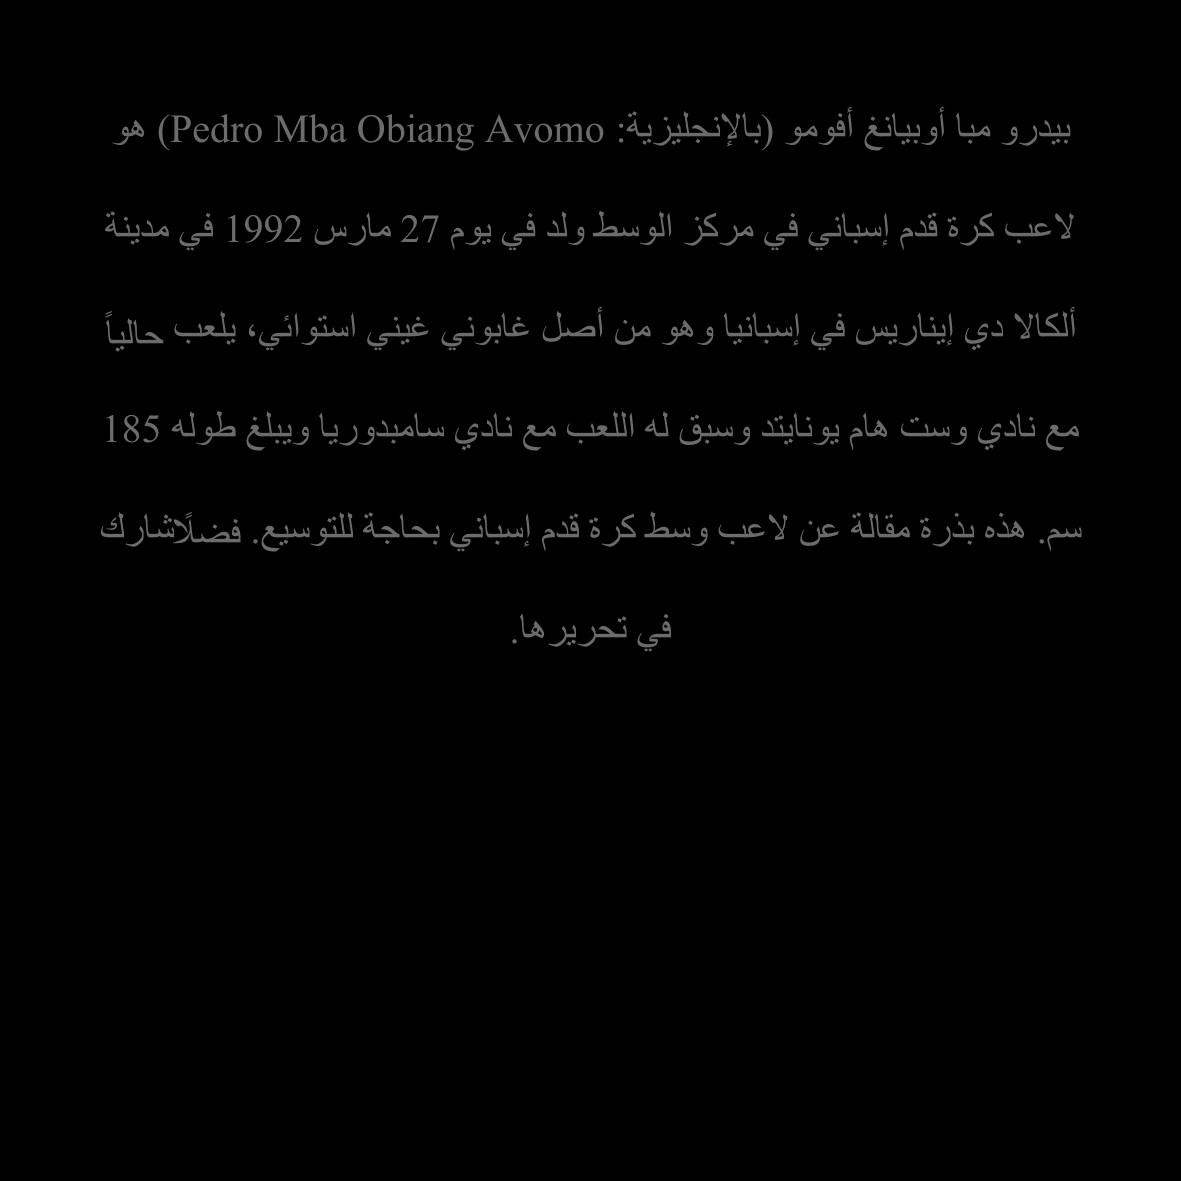 بيدرو مبا أوبيانغ أفومو (بالإنجليزية: Pedro Mba Obiang Avomo) هو
لاعب كرة قدم إسباني في مركز الوسط ولد في يوم 27 مارس 1992 في مدينة
ألكالا دي إيناريس في إسبانيا وهو من أصل غابوني غيني استوائي، يلعب حالياً
مع نادي وست هام يونايتد وسبق له اللعب مع نادي سامبدوريا ويبلغ طوله 185
سم. هذه بذرة مقالة عن لاعب وسط كرة قدم إسباني بحاجة للتوسيع. فضلًاشارك
في تحريرها.